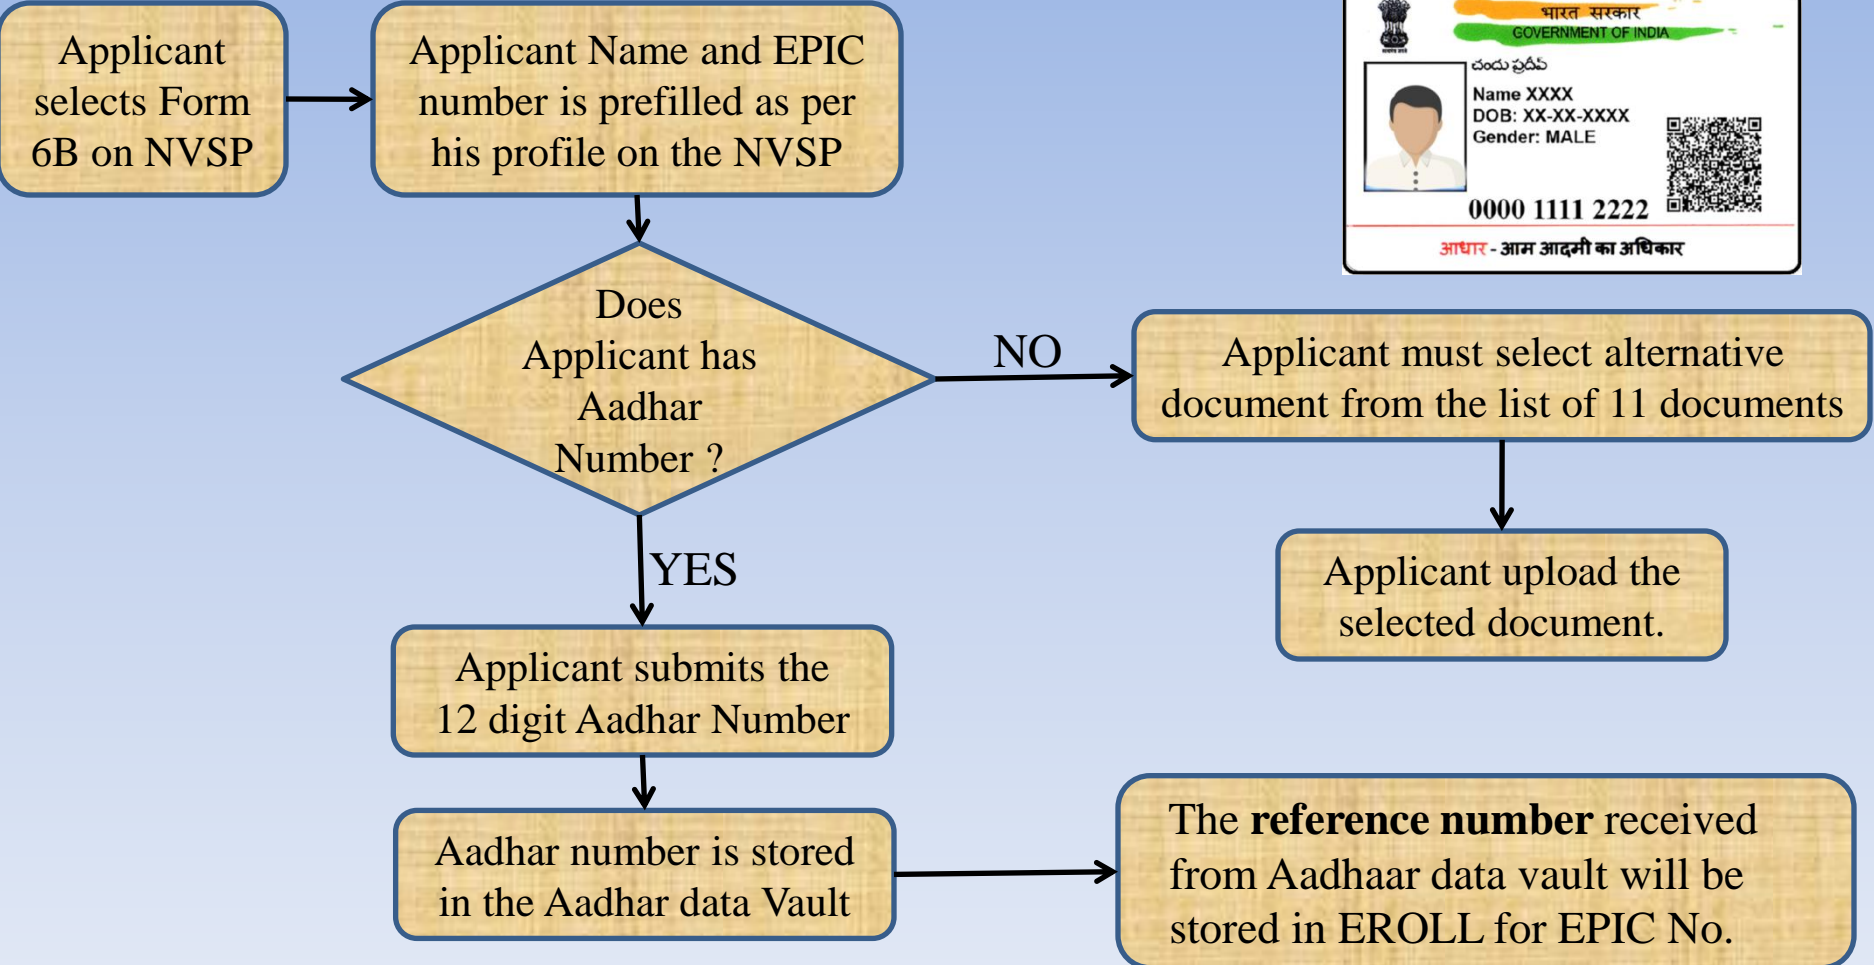 Applicant
selects Form
6B on NVSP
Applicant Name and EPIC
number is prefilled as per
his profile on the NVSP
भारत सरकार
GOVERNMENT OF INDIA
చందు ప్రదీప్
Name XXXX
DOB: XX-XX-XXXX
Gender: MALE
0000 1111 2222
आधार - आम आदमी का अधिकार
Does
Applicant has
Aadhar
Number ?
NO
Applicant must select alternative
document from the list of 11 documents
Applicant upload the
selected document.
YES
Applicant submits the
12 digit Aadhar Number
Aadhar number is stored
in the Aadhar data Vault
The reference number received
from Aadhaar data vault will be
stored in EROLL for EPIC No.